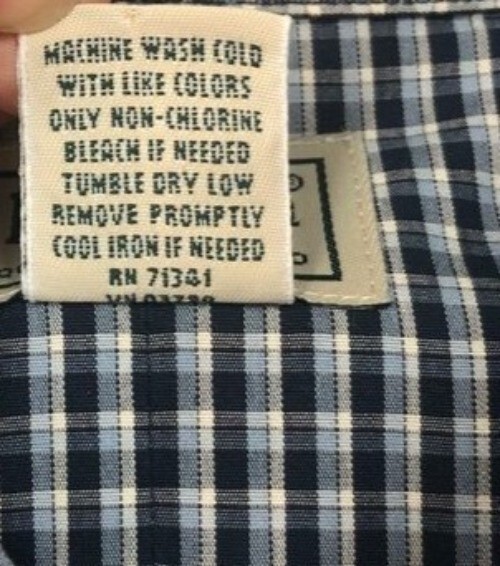 MACHINE WASH COLD
WITH LIKE COLORS
ONLY NON-CHLORINE
BLEACH IF NEEDED
TUMBLE DRY LOW
REMOVE PROMPTLY
COOL IRON IF NEEDED
RN 71341